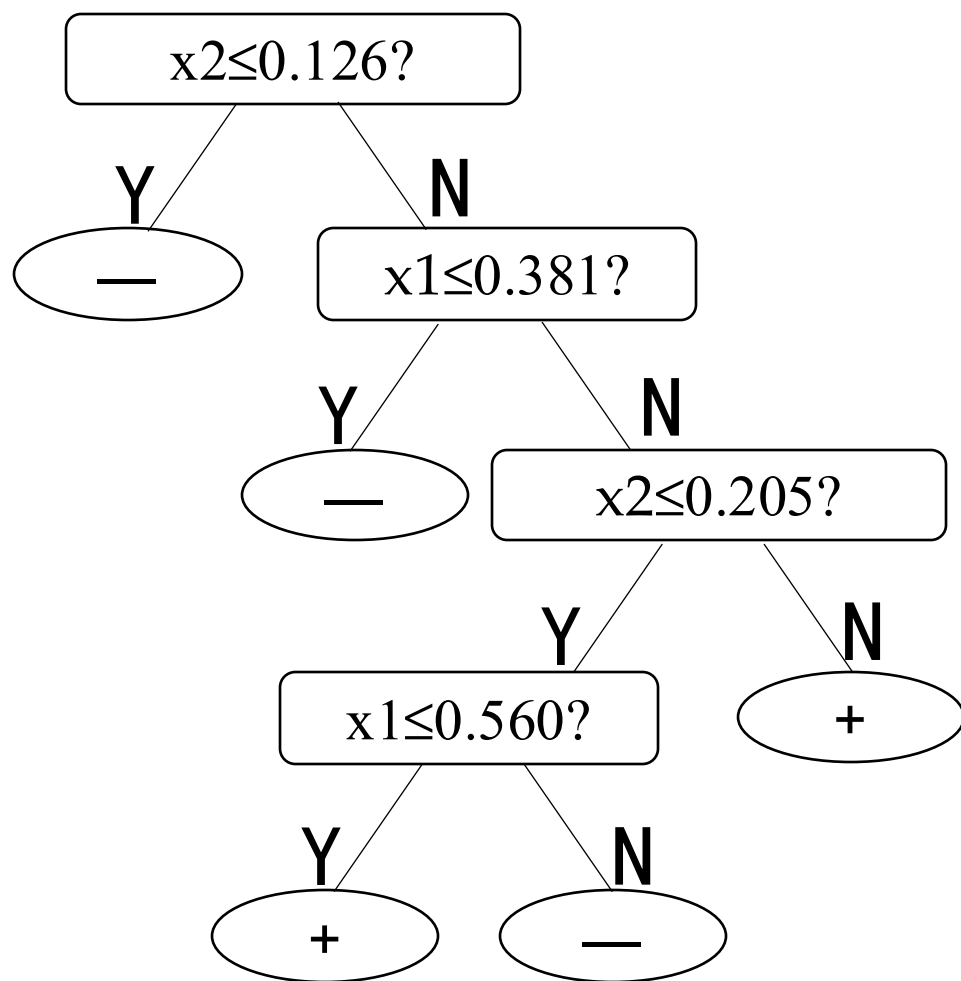 x2≤0.126?
Y
N
—
x1≤0.381?
Y
N
—
x2≤0.205?
Y
N
x1≤0.560?
+
Y
N
+
—